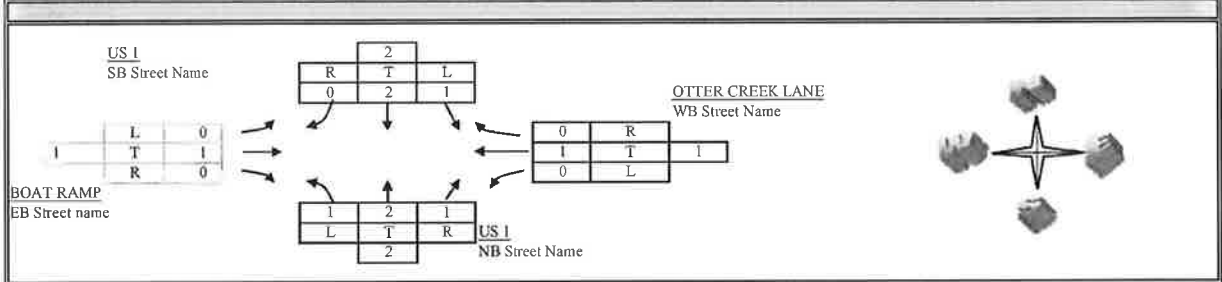 US 1
SB Street Name
2
R T L
0 2 1
OTTER CREEK LANE
WB Street Name
L 0
1 T 1
R 0
0 R
1 T 1
0 L
BOAT RAMP
EB Street name
1 2 1
L T R
2
US 1
NB Street Name